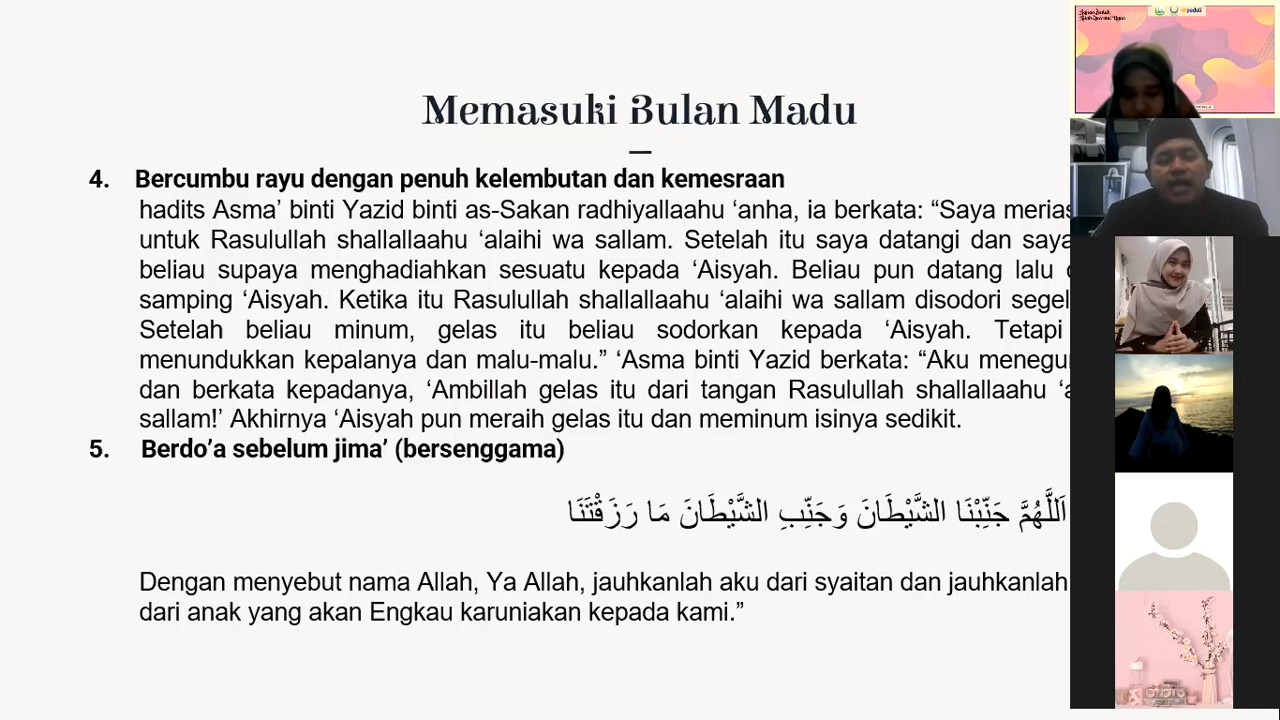 Memasuki Bulan Madu
4. Bercumbu rayu dengan penuh kelembutan dan kemesraan
hadits Asma’ binti Yazid binti as-Sakan radhiyallaahu ‘anha, ia berkata: “Saya merias
untuk Rasulullah shallallaahu ‘alaihi wa sallam. Setelah itu saya datangi dan saya
beliau supaya menghadiahkan sesuatu kepada ‘Aisyah. Beliau pun datang lalu
samping ‘Aisyah. Ketika itu Rasulullah shallallaahu ‘alaihi wa sallam disodori segel
Setelah beliau minum, gelas itu beliau sodorkan kepada ‘Aisyah. Tetapi
menundukkan kepalanya dan malu-malu.” ‘Asma binti Yazid berkata: “Aku menegu
dan berkata kepadanya, ‘Ambillah gelas itu dari tangan Rasulullah shallallaahu
sallam!’ Akhirnya ‘Aisyah pun meraih gelas itu dan meminum isinya sedikit.
5. Berdo’a sebelum jima’ (bersenggama)
اَللَّهُمَّ جَنِّبْنَا الشَّيْطَانَ وَجَنِّبِ الشَّيْطَانَ مَا رَزَقْتَنَا
Dengan menyebut nama Allah, Ya Allah, jauhkanlah aku dari syaitan dan jauhkanlah
dari anak yang akan Engkau karuniakan kepada kami.”